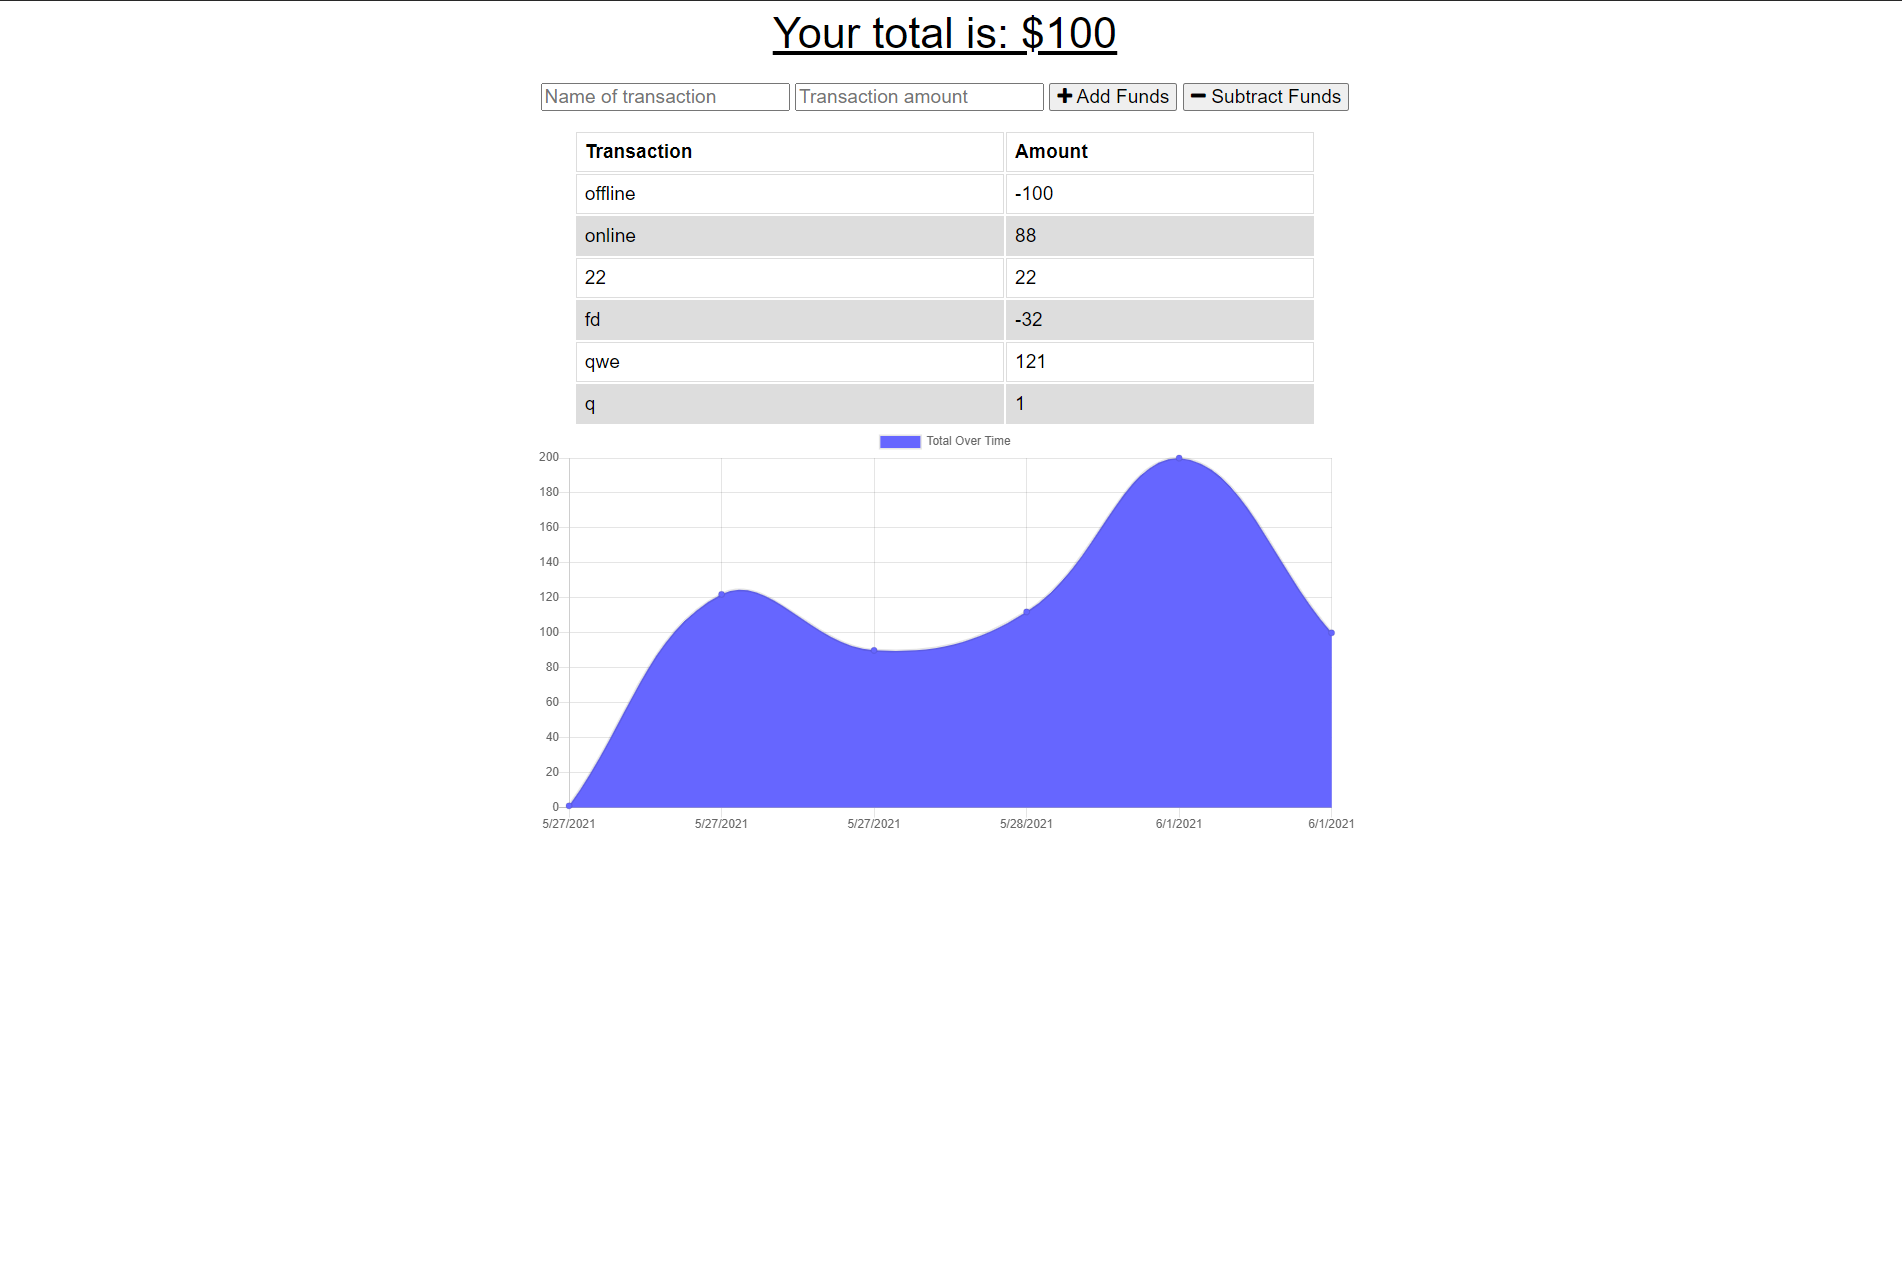 Your total is: $100
Name of transaction Transaction amount Add Funds Subtract Funds
Transaction Amount
offline -100
online 88
22 22
fd -32
qwe 121
q 1
Total Over Time
200
180
160
140
120
100
80
60
40
20
0
5/27/2021 5/27/2021 5/27/2021 5/28/2021 6/1/2021 6/1/2021